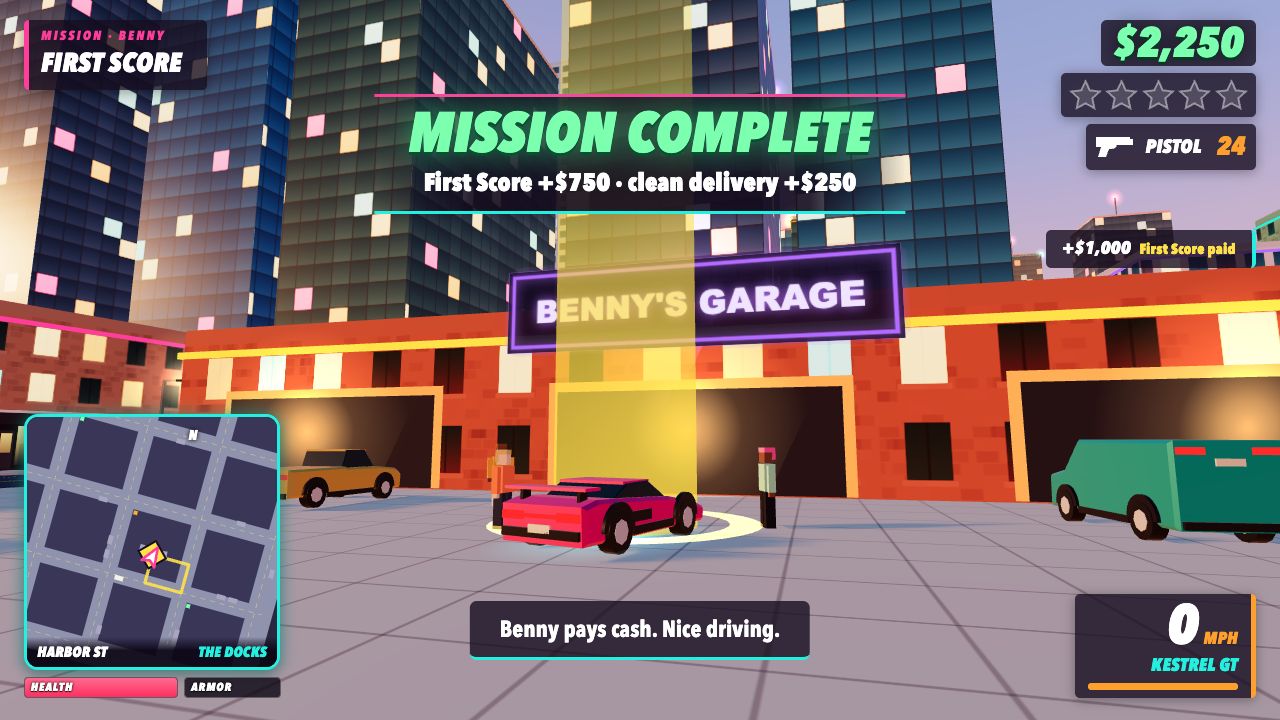 MISSION · BENNY
FIRST SCORE
$2,250
PISTOL 24
MISSION COMPLETE
First Score +$750 · clean delivery +$250
+$1,000 First Score paid
BENNY'S GARAGE
N
HARBOR ST
THE DOCKS
HEALTH
ARMOR
Benny pays cash. Nice driving.
0 MPH
KESTREL GT